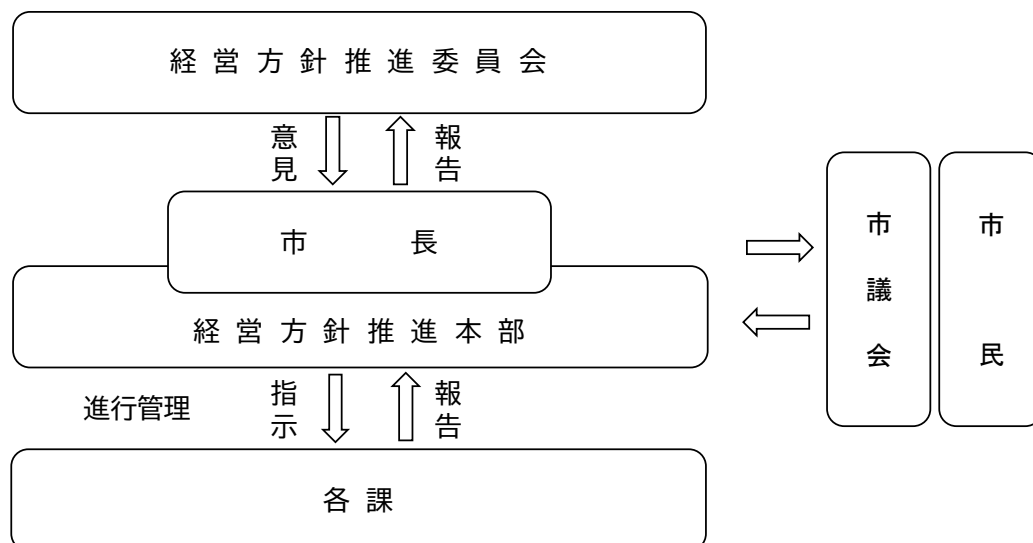 経営方針推進委員会
意見
報告
市長
経営方針推進本部
市議会
市民
進行管理
指示
報告
各課